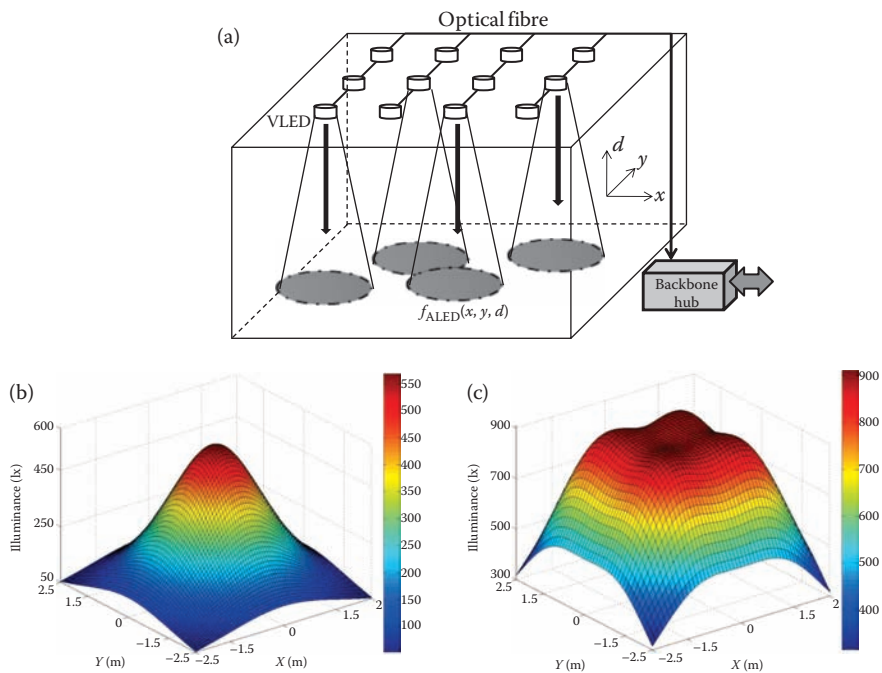 Optical fibre
(a)
VLED
d
y
x
Backbone
hub
f_ALED(x, y, d)
(b)
(c)
600
450
250
50
Illuminance (lx)
2.5
1.5
0
−1.5
−2.5
Y (m)
−2.5
−1.5
0
1.5
2
X (m)
550
500
450
400
350
300
250
200
150
100
900
700
500
300
Illuminance (lx)
2.5
1.5
0
−1.5
−2.5
Y (m)
−2.5
−1.5
0
1.5
2
X (m)
900
800
700
600
500
400